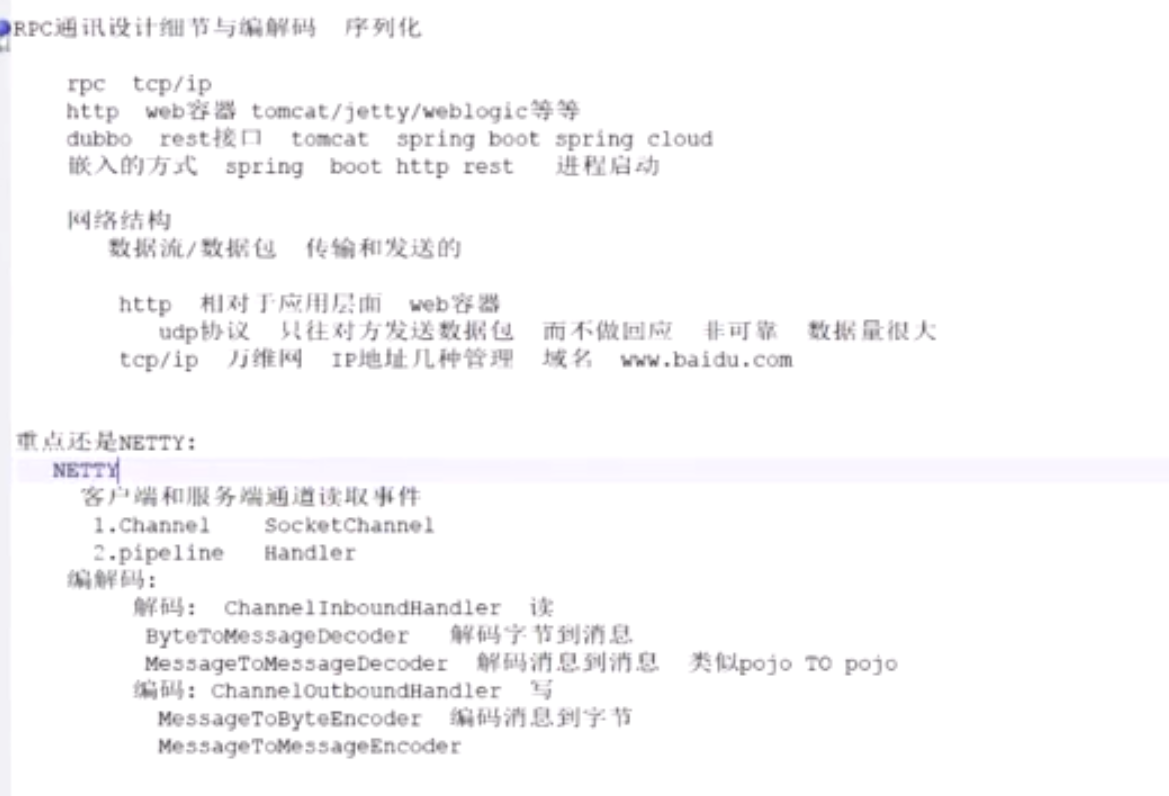 RPC通讯设计细节与编解码 序列化
rpc tcp/ip
http web容器 tomcat/jetty/weblogic等等
dubbo rest接口 tomcat spring boot spring cloud
嵌入的方式 spring boot http rest 进程启动
网络结构
数据流/数据包 传输和发送的
http 相对于应用层面 web容器
udp协议 只往对方发送数据包 而不做回应 非可靠 数据量很大
tcp/ip 万维网 IP地址几种管理 域名 www.baidu.com
重点还是NETTY:
NETTY
客户端和服务端通道读取事件
1.Channel SocketChannel
2.pipeline Handler
编解码:
解码: ChannelInboundHandler 读
ByteToMessageDecoder 解码字节到消息
MessageToMessageDecoder 解码消息到消息 类似pojo TO pojo
编码: ChannelOutboundHandler 写
MessageToByteEncoder 编码消息到字节
MessageToMessageEncoder